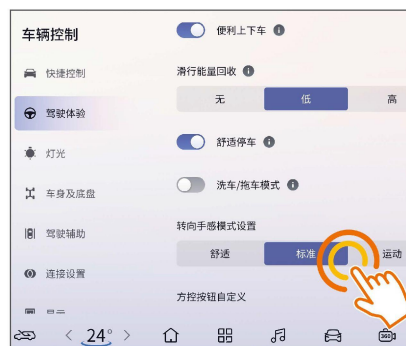 车辆控制
便利上下车
快捷控制
滑行能量回收
无 低 高
驾驶体验
舒适停车
灯光
洗车/拖车模式
车身及底盘
转向手感模式设置
驾驶辅助
舒适 标准 运动
连接设置
方控按钮自定义
显示
< 24° >
360